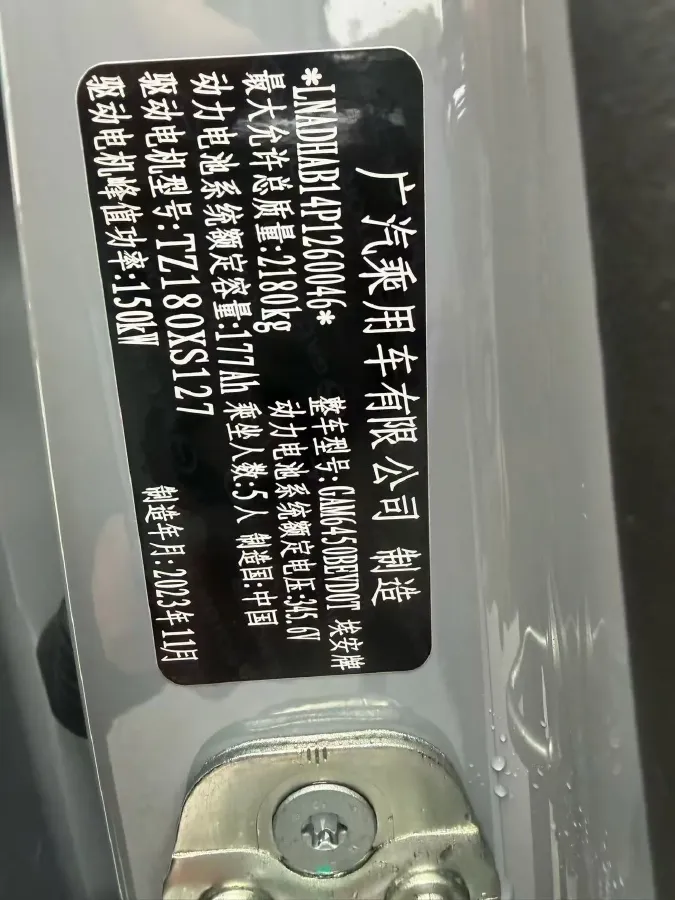 广汽乘用车有限公司 制造
*LNADHAB14P1260046* 整车型号:GAM6450BEVD0T 埃安牌
最大允许总质量:2180kg 动力电池系统额定电压:345.6V
动力电池系统额定容量:177Ah 乘坐人数:5人 制造国:中国
驱动电机型号:TZ180XS127
驱动电机峰值功率:150kW 制造年月:2023年11月